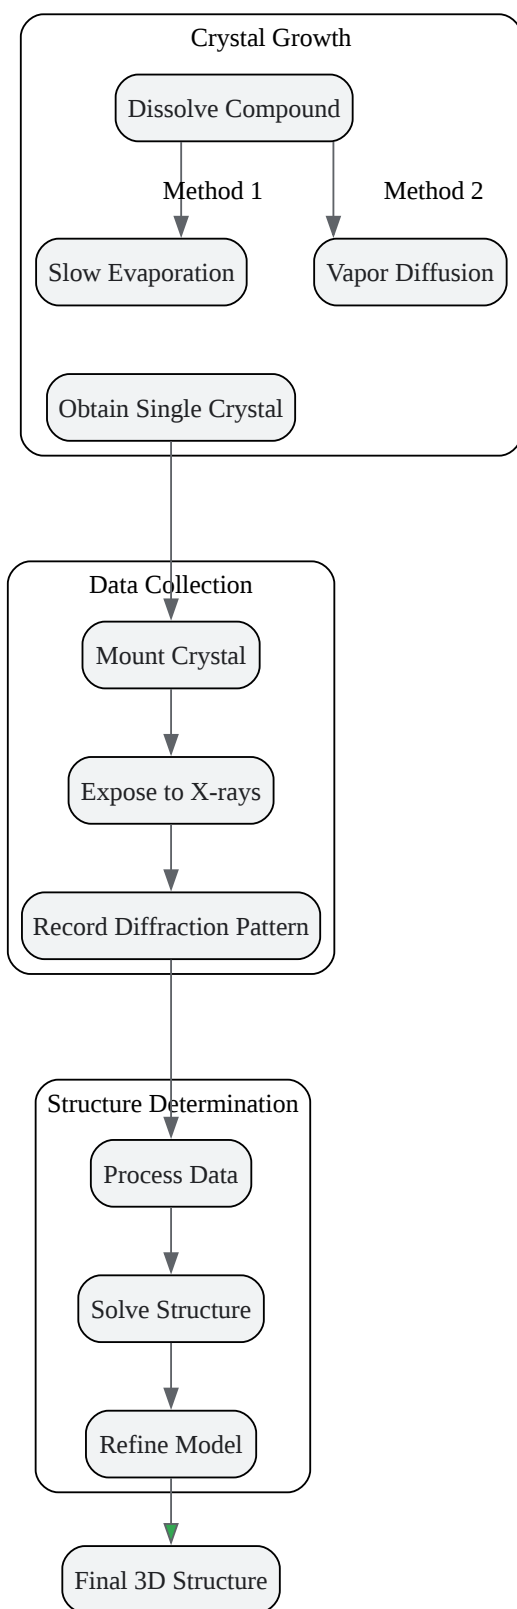 Crystal Growth
Dissolve Compound
Method 1
Method 2
Slow Evaporation
Vapor Diffusion
Obtain Single Crystal
Data Collection
Mount Crystal
Expose to X-rays
Record Diffraction Pattern
Structure Determination
Process Data
Solve Structure
Refine Model
Final 3D Structure